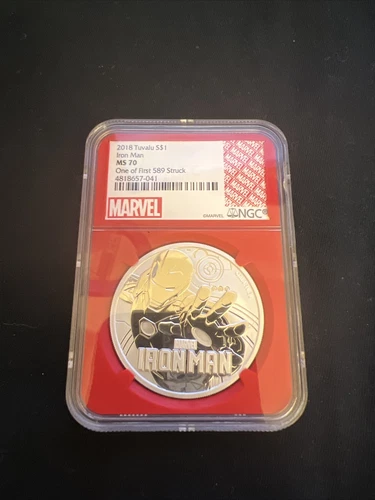 2018 Tuvalu S$1
Iron Man
MS 70
One of First 589 Struck
4818657-041
MARVEL
©MARVEL NGC
MARVEL
IRON MAN